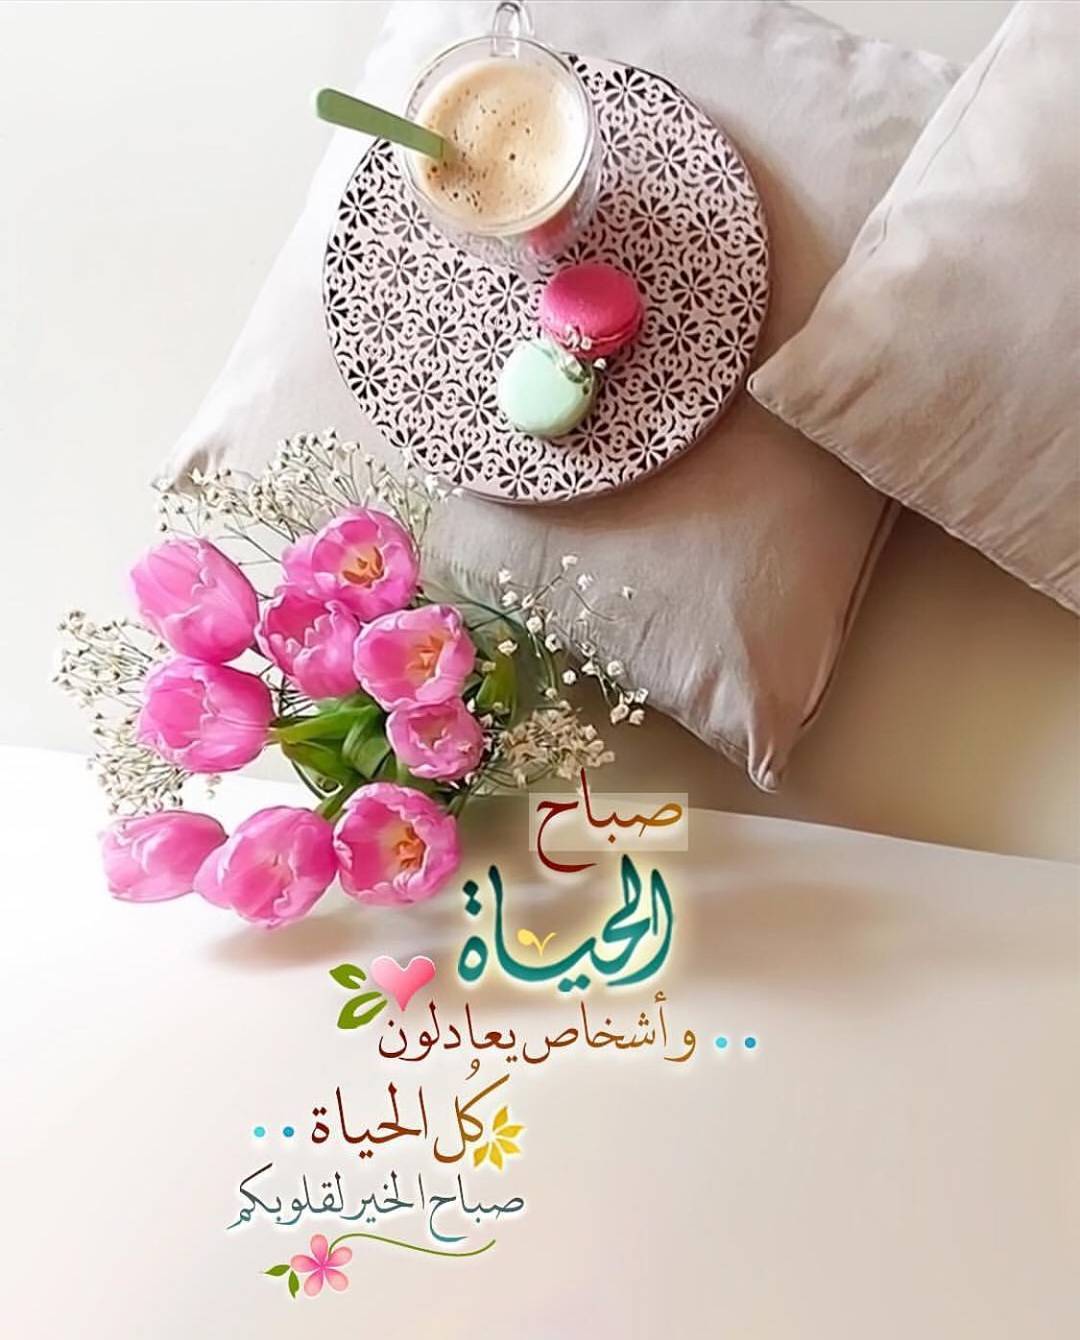 صباح
الحياة
.. وأشخاص يعادلون
كُل الحياة ..
صباح الخير لقلوبكم